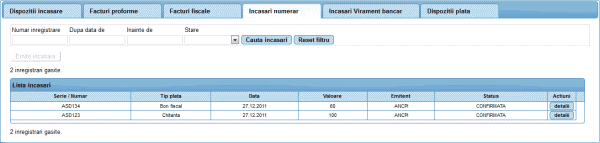 Dispozitii incasare Facturi proforme Facturi fiscale Incasari numerar Incasari Virament bancar Dispozitii plata
Numar inregistrare Dupa data de Inainte de Stare
Cauta incasari Reset filtru
Emite incasare
2 inregistrari gasite.
Lista incasari
Serie / Numar Tip plata Data Valoare Emitent Status Actiuni
ASD134 Bon fiscal 27.12.2011 60 ANCPI CONFIRMATA detalii
ASD123 Chitanta 27.12.2011 100 ANCPI CONFIRMATA detalii
2 inregistrari gasite.